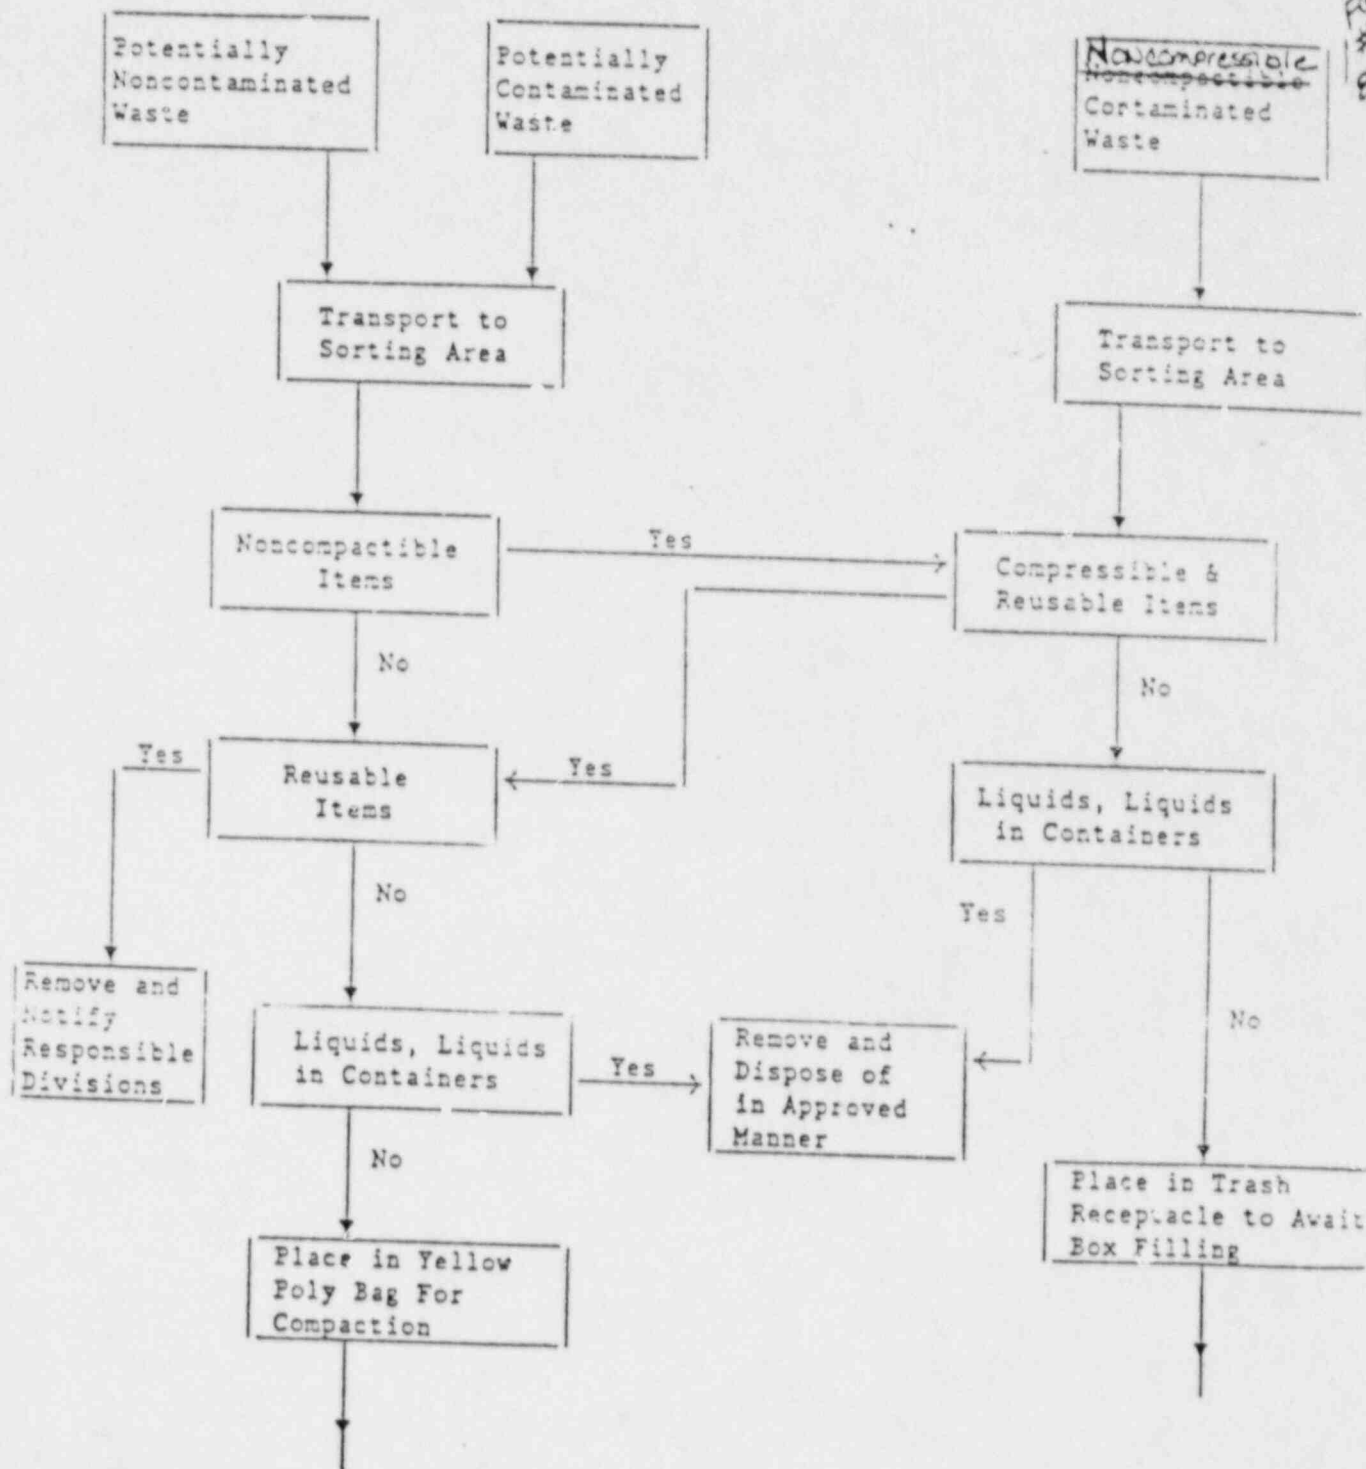 Potentially
Noncontaminated
Waste
Potentially
Contaminated
Waste
Noncompressible
Noncompactible
Cortaminated
Waste
Transport to
Sorting Area
Transport to
Sorting Area
Noncompactible
Items
Yes
Compressible &
Reusable Items
No
No
Yes
Reusable
Items
Yes
Liquids, Liquids
in Containers
No
Yes
No
Remove and
Notify
Responsible
Divisions
Liquids, Liquids
in Containers
Yes
Remove and
Dispose of
in Approved
Manner
No
Place in Trash
Receptacle to Await
Box Filling
Place in Yellow
Poly Bag For
Compaction